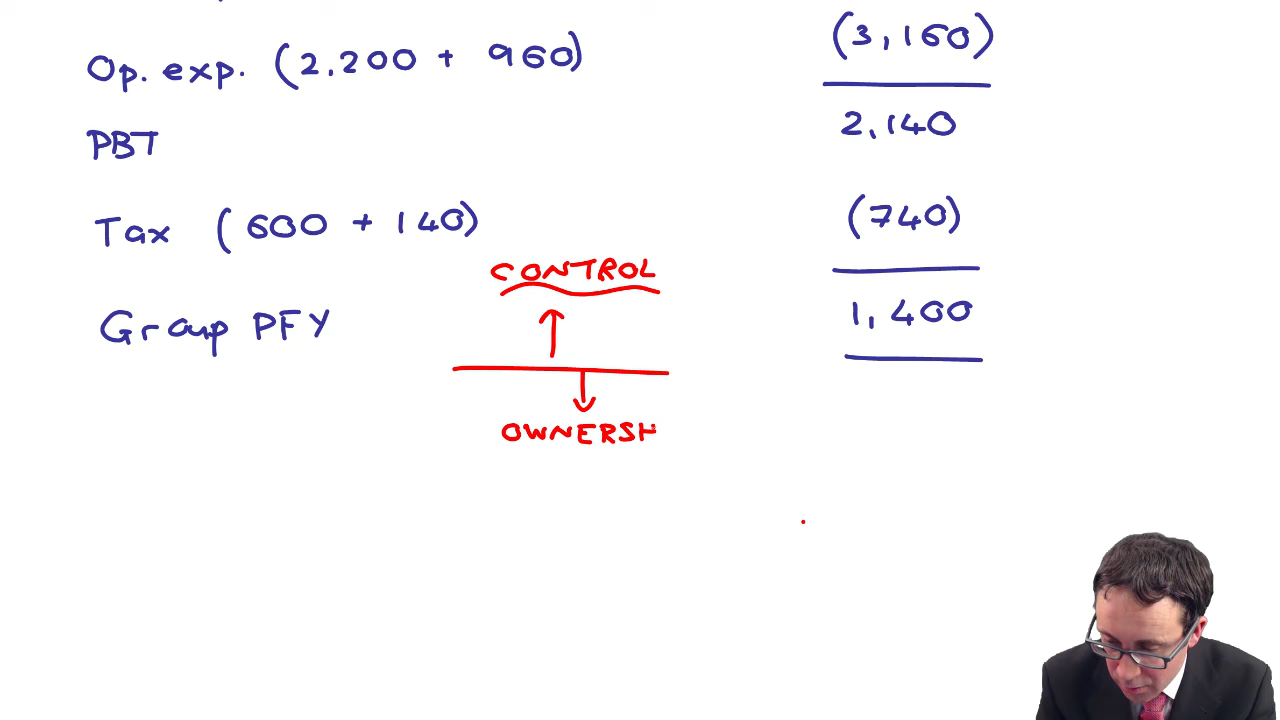 Op. exp. (2,200 + 960) (3,160)
PBT 2,140
Tax (600 + 140) (740)
CONTROL
Group PFY 1,400
OWNERSH